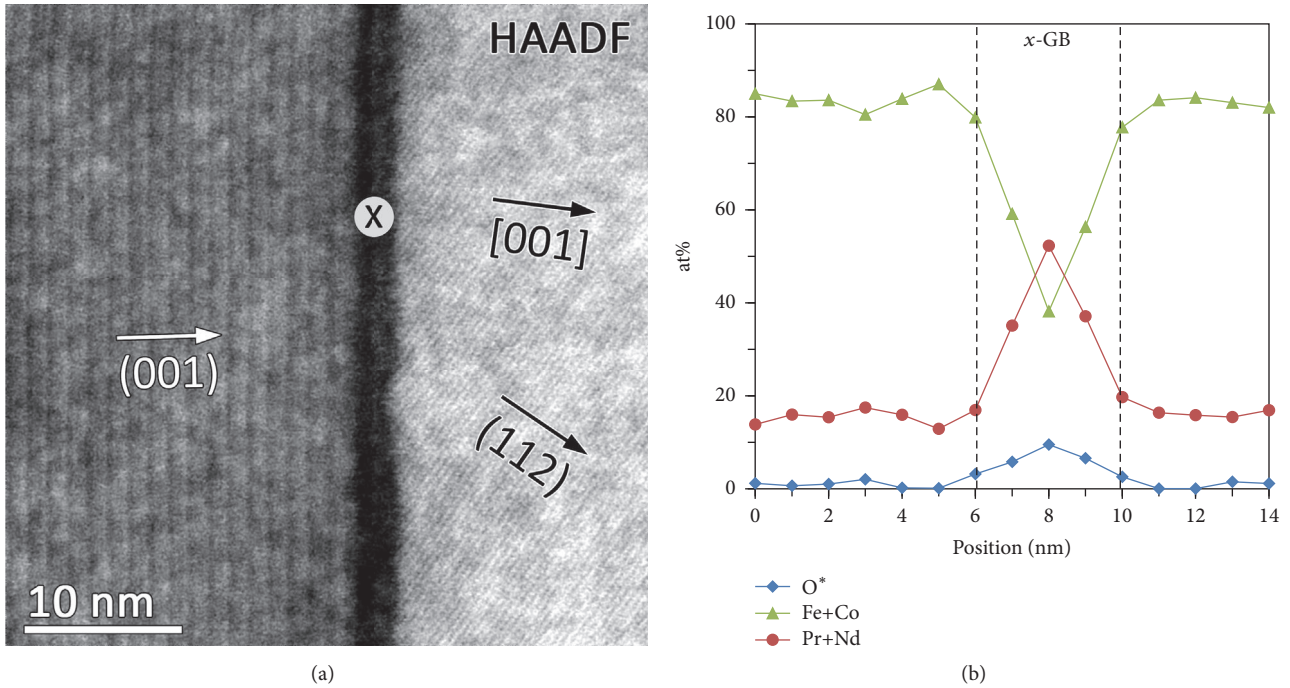 HAADF
X
[001]
(001)
(112)
10 nm
(a)
100
80
60
40
20
0
at%
x-GB
0 2 4 6 8 10 12 14
Position (nm)
O*
Fe+Co
Pr+Nd
(b)